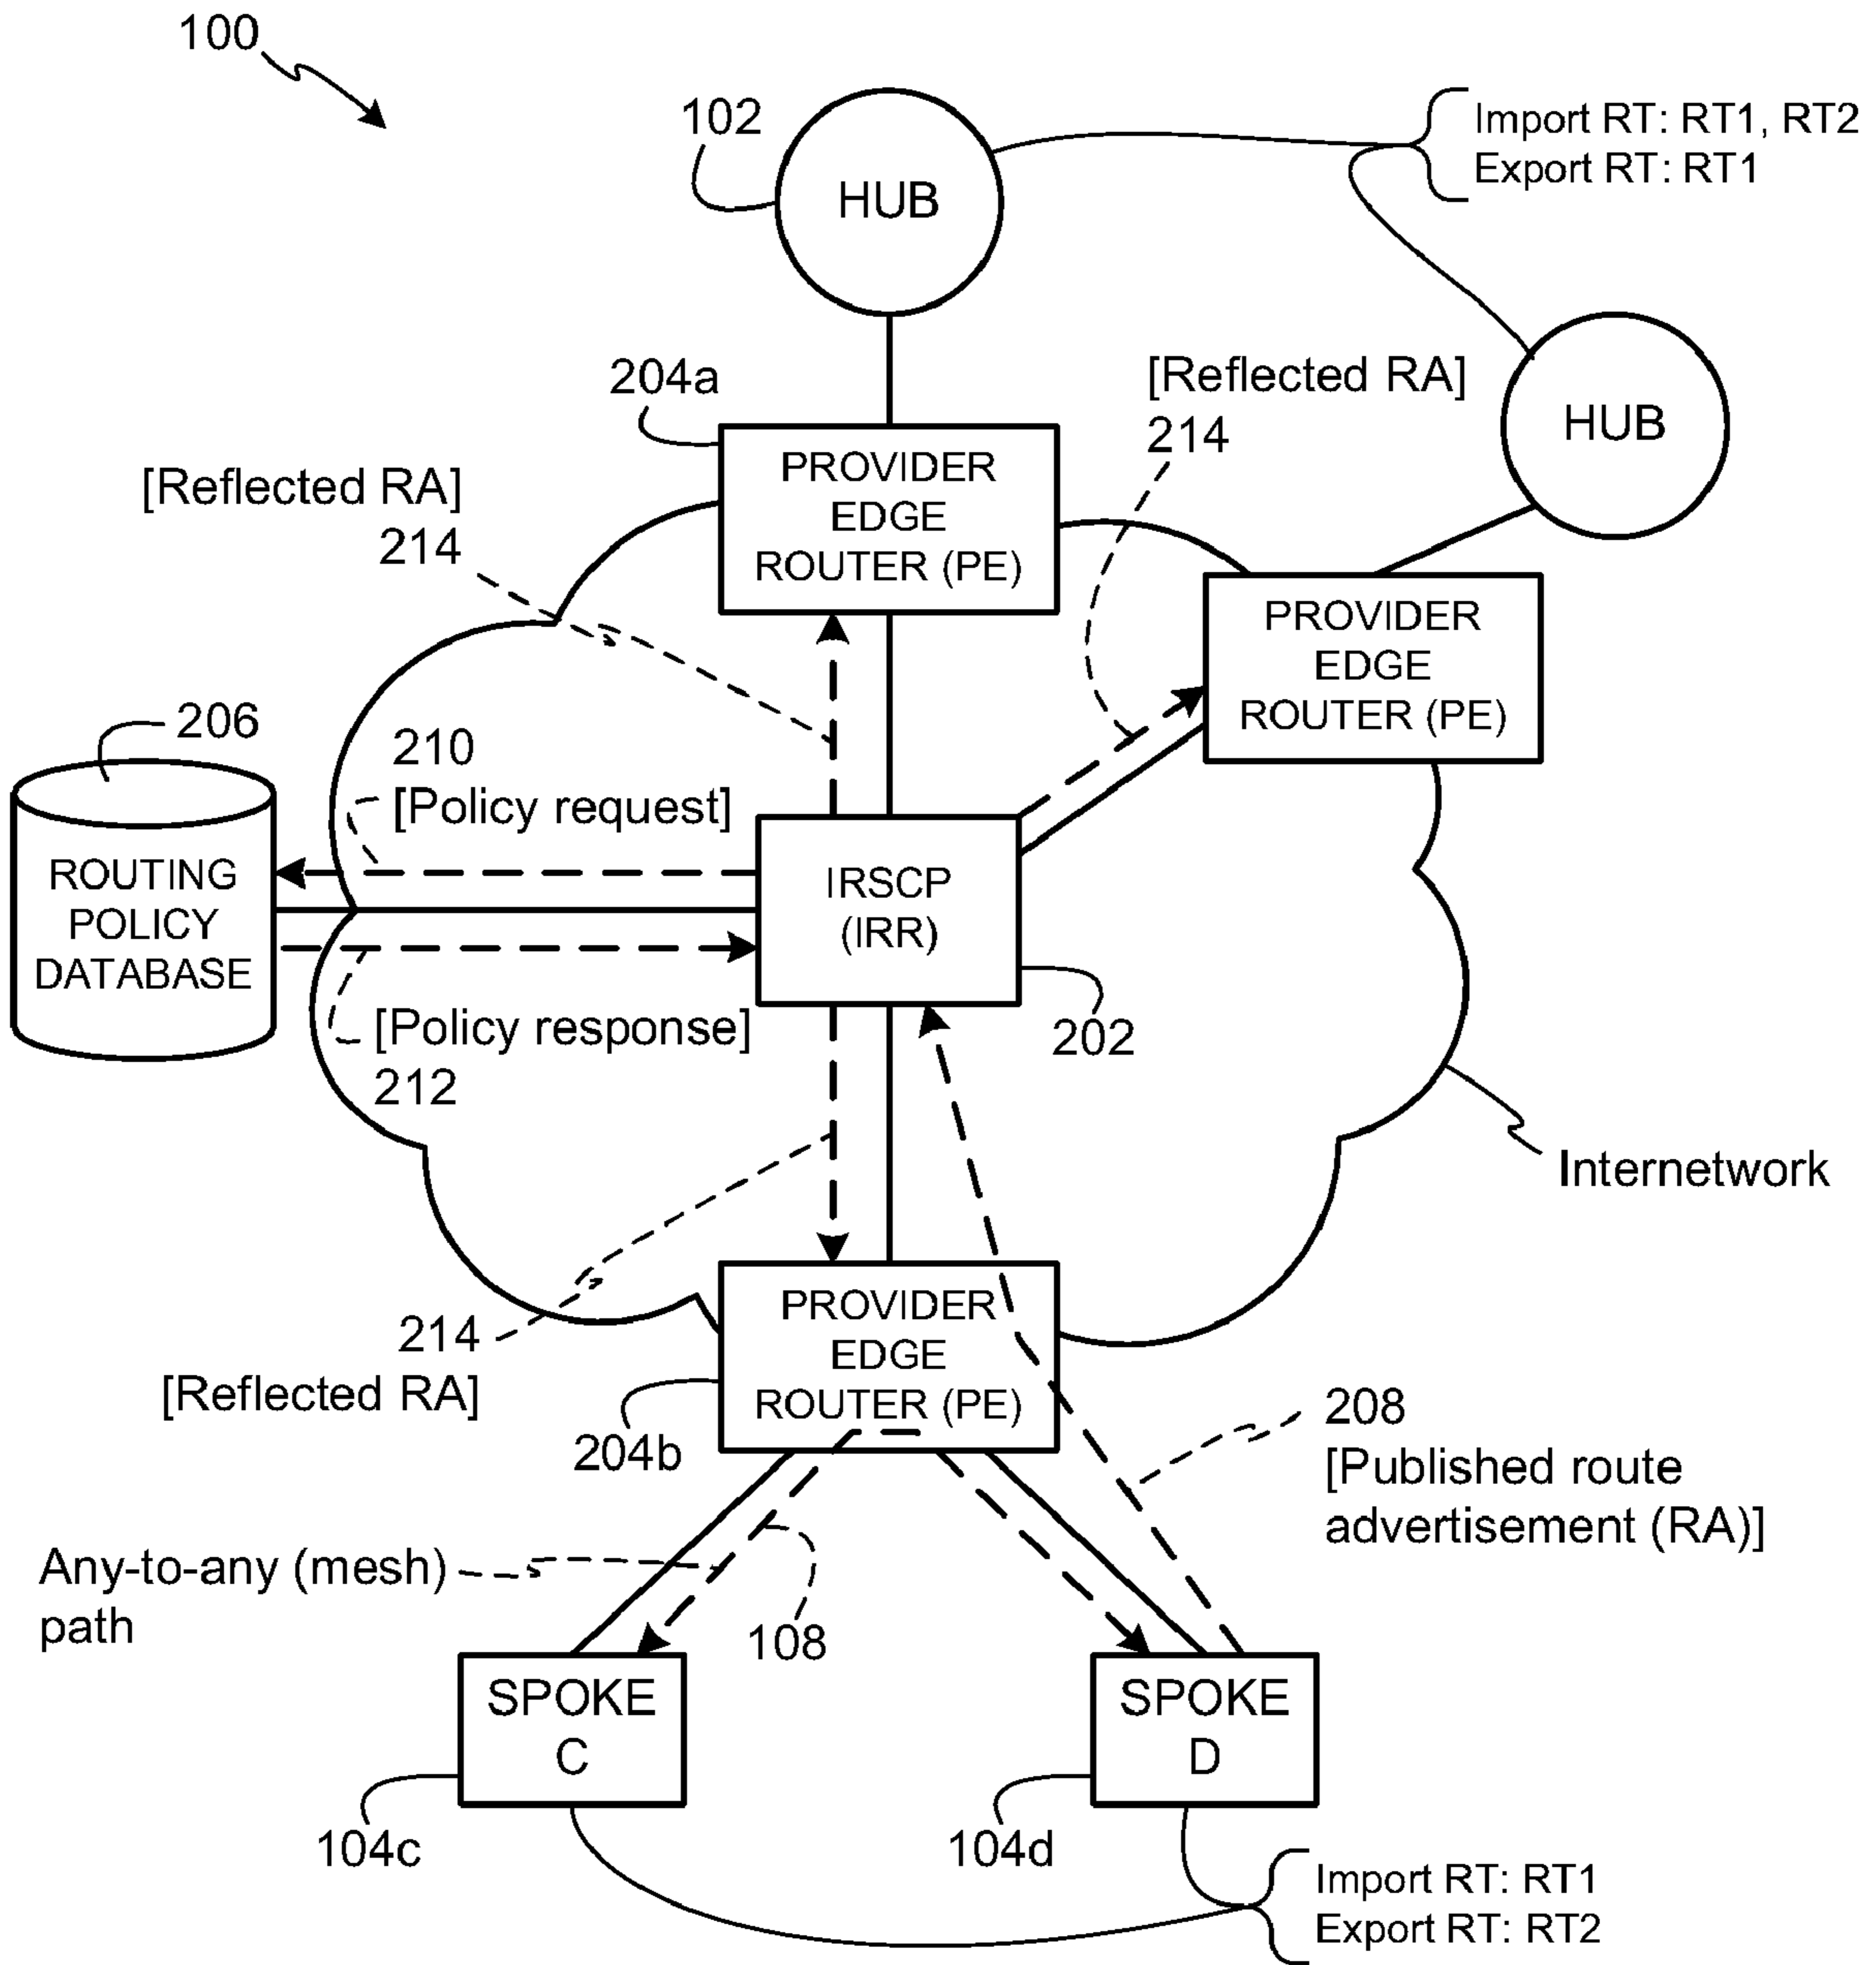 100
102
HUB
Import RT: RT1, RT2
Export RT: RT1
HUB
204a
[Reflected RA]
214
[Reflected RA]
214
PROVIDER
EDGE
ROUTER (PE)
PROVIDER
EDGE
ROUTER (PE)
206
210
[Policy request]
ROUTING
POLICY
DATABASE
IRSCP
(IRR)
[Policy response]
212
202
Internetwork
214
[Reflected RA]
PROVIDER
EDGE
ROUTER (PE)
204b
208
[Published route
advertisement (RA)]
Any-to-any (mesh)
path
108
SPOKE
C
SPOKE
D
104c
104d
Import RT: RT1
Export RT: RT2